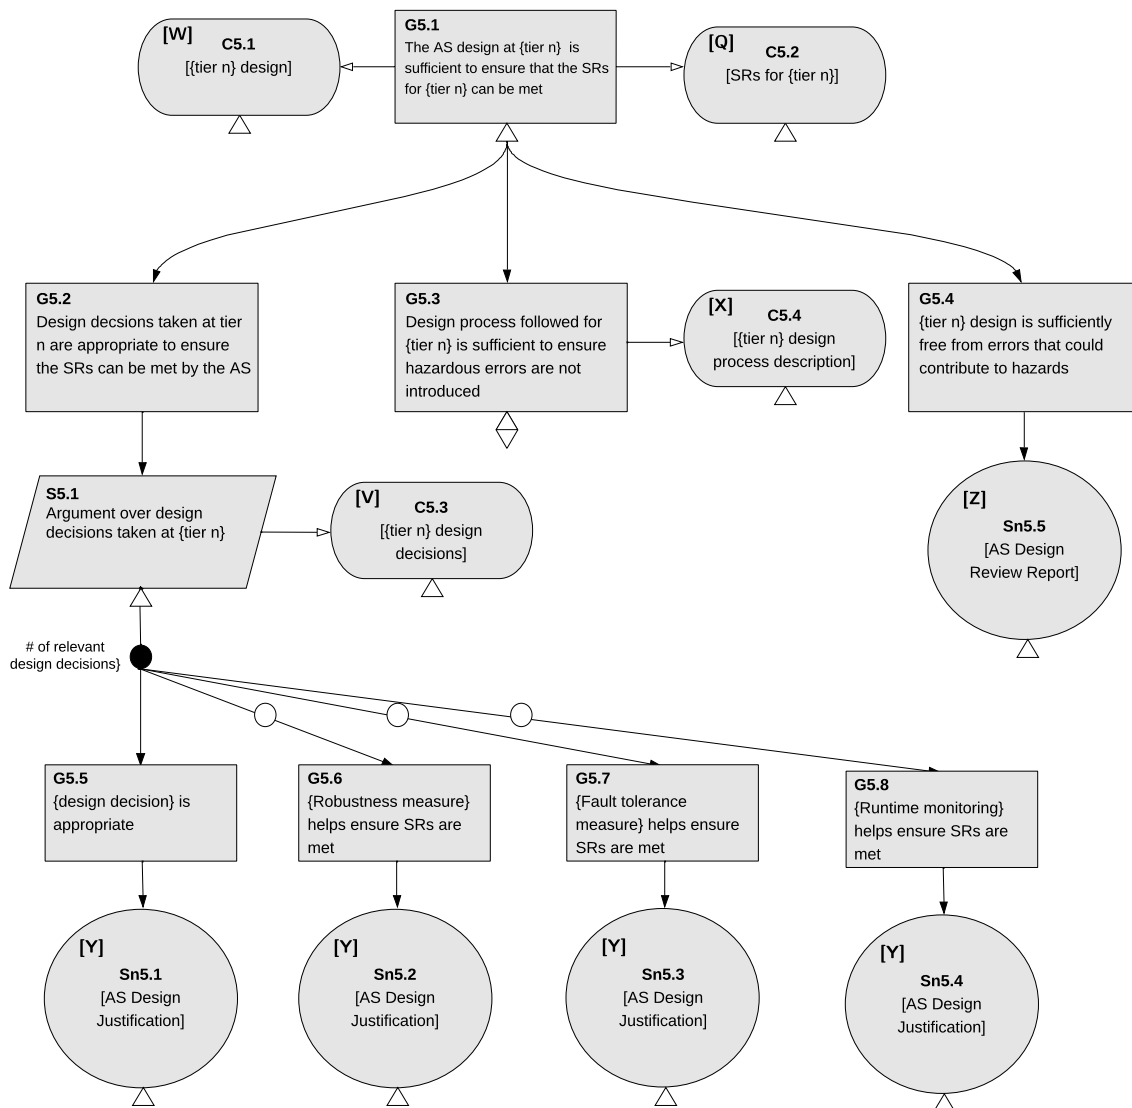 [W]
C5.1
[{tier n} design]
G5.1
The AS design at {tier n} is
sufficient to ensure that the SRs
for {tier n} can be met
[Q]
C5.2
[SRs for {tier n}]
G5.2
Design decsions taken at tier
n are appropriate to ensure
the SRs can be met by the AS
G5.3
Design process followed for
{tier n} is sufficient to ensure
hazardous errors are not
introduced
[X]
C5.4
[{tier n} design
process description]
G5.4
{tier n} design is sufficiently
free from errors that could
contribute to hazards
S5.1
Argument over design
decisions taken at {tier n}
[V]
C5.3
[{tier n} design
decisions]
[Z]
Sn5.5
[AS Design
Review Report]
# of relevant
design decisions}
G5.5
{design decision} is
appropriate
G5.6
{Robustness measure}
helps ensure SRs are
met
G5.7
{Fault tolerance
measure} helps ensure
SRs are met
G5.8
{Runtime monitoring}
helps ensure SRs are
met
[Y]
Sn5.1
[AS Design
Justification]
[Y]
Sn5.2
[AS Design
Justification]
[Y]
Sn5.3
[AS Design
Justification]
[Y]
Sn5.4
[AS Design
Justification]